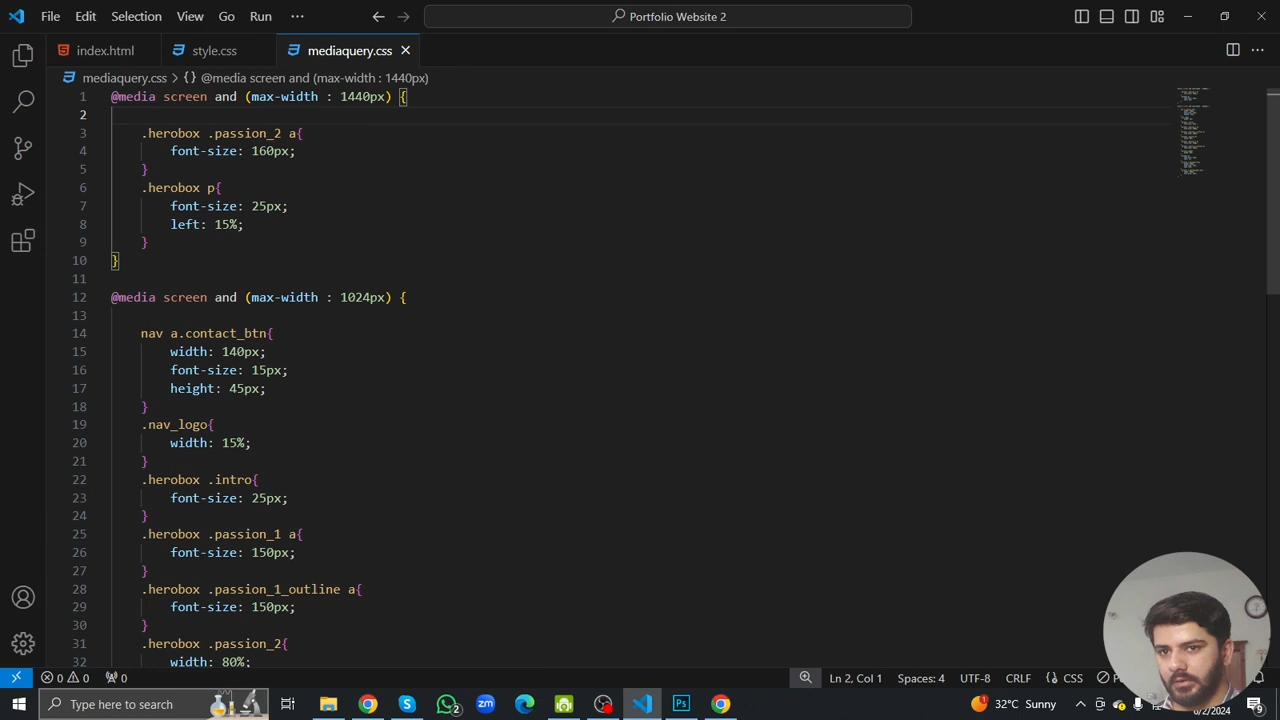 File Edit Selection View Go Run ··· Portfolio Website 2
index.html style.css mediaquery.css
mediaquery.css > {} @media screen and (max-width : 1440px)
1 @media screen and (max-width : 1440px) {
2
3 .herobox .passion_2 a{
4 font-size: 160px;
5 }
6 .herobox p{
7 font-size: 25px;
8 left: 15%;
9 }
10 }
11
12 @media screen and (max-width : 1024px) {
13
14 nav a.contact_btn{
15 width: 140px;
16 font-size: 15px;
17 height: 45px;
18 }
19 .nav_logo{
20 width: 15%;
21 }
22 .herobox .intro{
23 font-size: 25px;
24 }
25 .herobox .passion_1 a{
26 font-size: 150px;
27 }
28 .herobox .passion_1_outline a{
29 font-size: 150px;
30 }
31 .herobox .passion_2{
32 width: 80%;
0 0 0 Ln 2, Col 1 Spaces: 4 UTF-8 CRLF {} CSS
Type here to search 2 32°C Sunny 6/2/2024 9